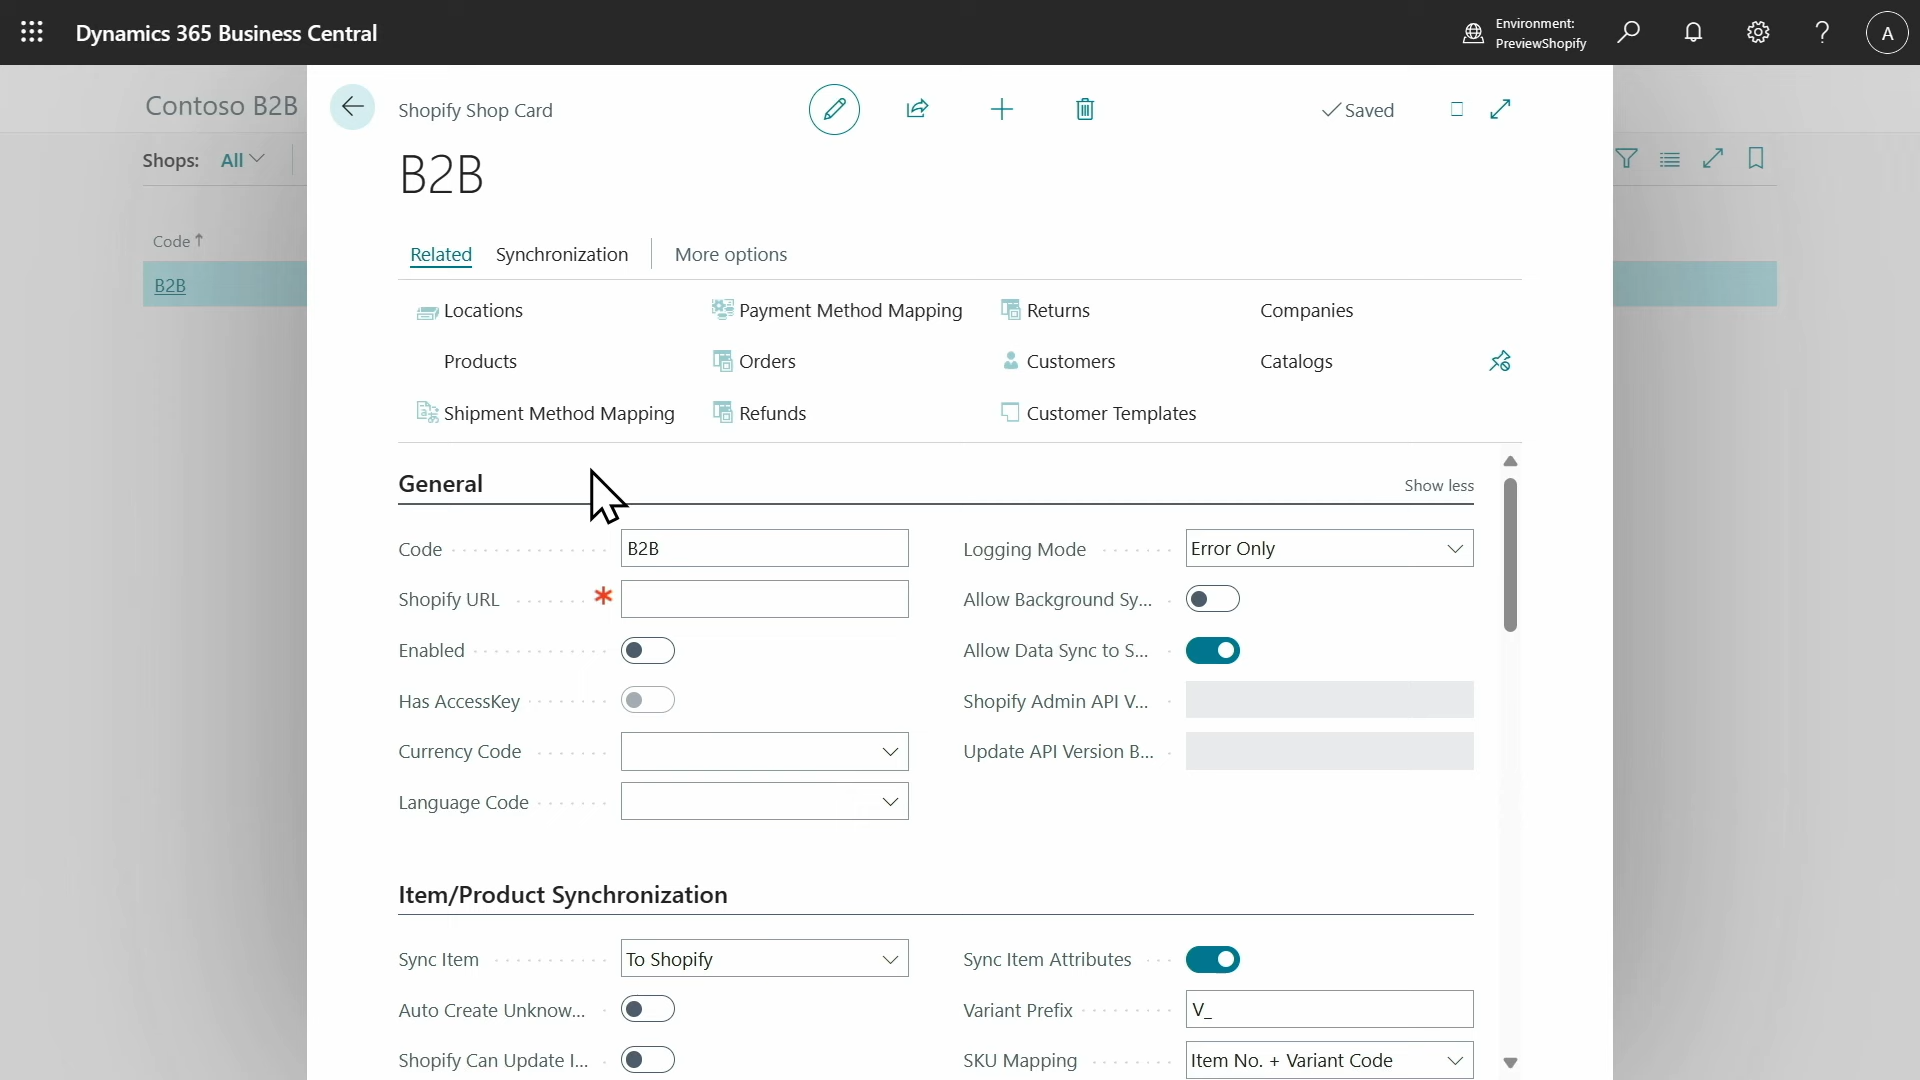 Dynamics 365 Business Central
Environment:
PreviewShopify
A
Contoso B2B
Shopify Shop Card
Saved
Shops: All
B2B
Code
B2B
Related Synchronization More options
Locations Payment Method Mapping Returns Companies
Products Orders Customers Catalogs
Shipment Method Mapping Refunds Customer Templates
General Show less
Code B2B Logging Mode Error Only
Shopify URL * Allow Background Sy...
Enabled Allow Data Sync to S...
Has AccessKey Shopify Admin API V...
Currency Code Update API Version B...
Language Code
Item/Product Synchronization
Sync Item To Shopify Sync Item Attributes
Auto Create Unknow... Variant Prefix V_
Shopify Can Update I... SKU Mapping Item No. + Variant Code